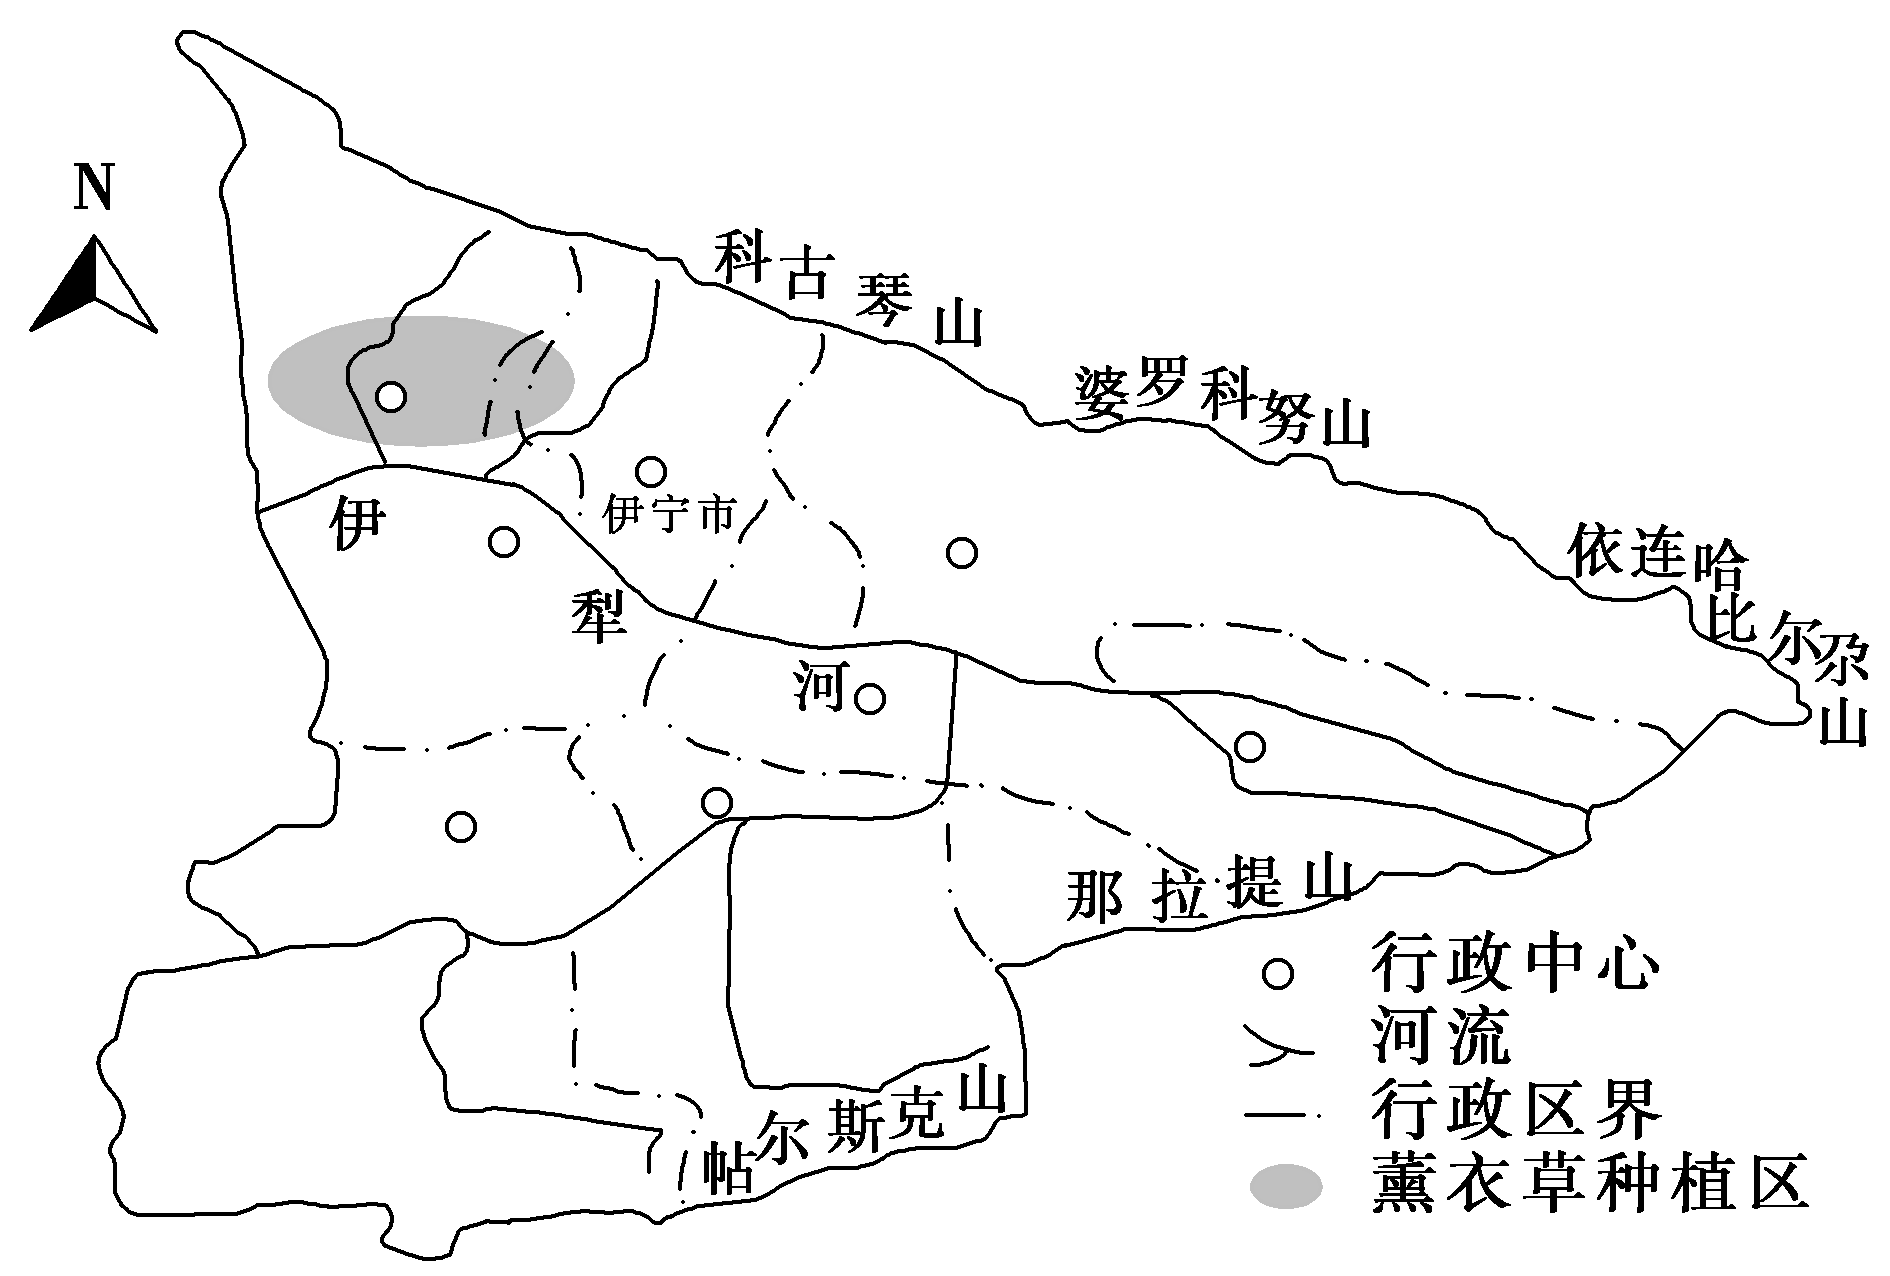 N
科古琴山
婆罗科努山
依连哈比尔尕山
伊犁河
伊宁市
那拉提山
帖尔斯克山
行政中心
河流
行政区界
薰衣草种植区